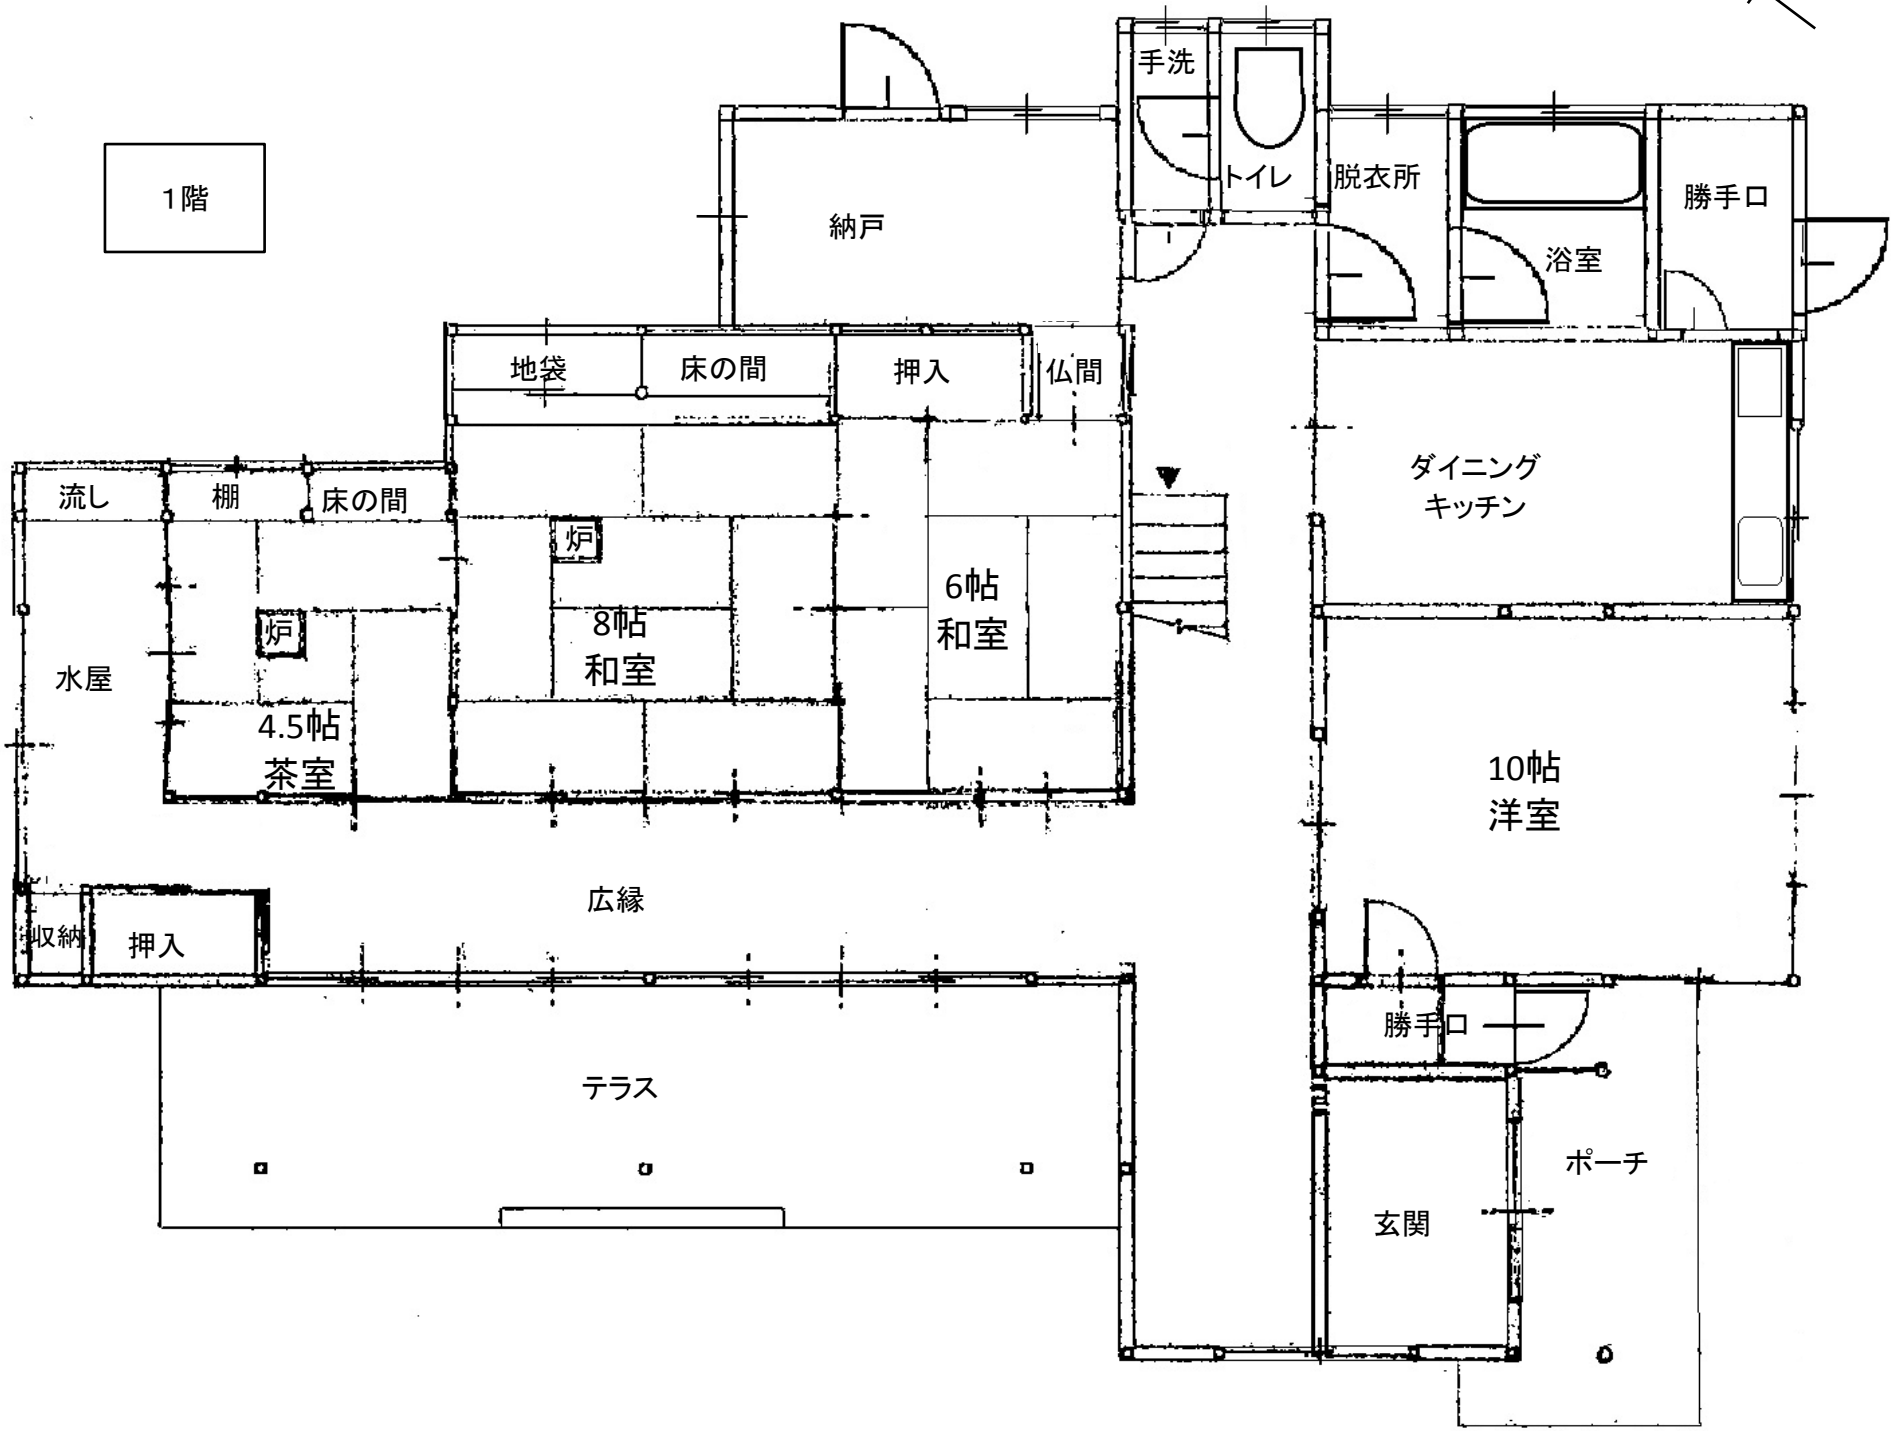 手洗
トイレ
脱衣所
勝手口
1階
納戸
浴室
地袋
床の間
押入
仏間
ダイニング
キッチン
流し
棚
床の間
炉
6帖
和室
炉
8帖
和室
水屋
4.5帖
茶室
10帖
洋室
広縁
収納
押入
勝手口
テラス
ポーチ
玄関